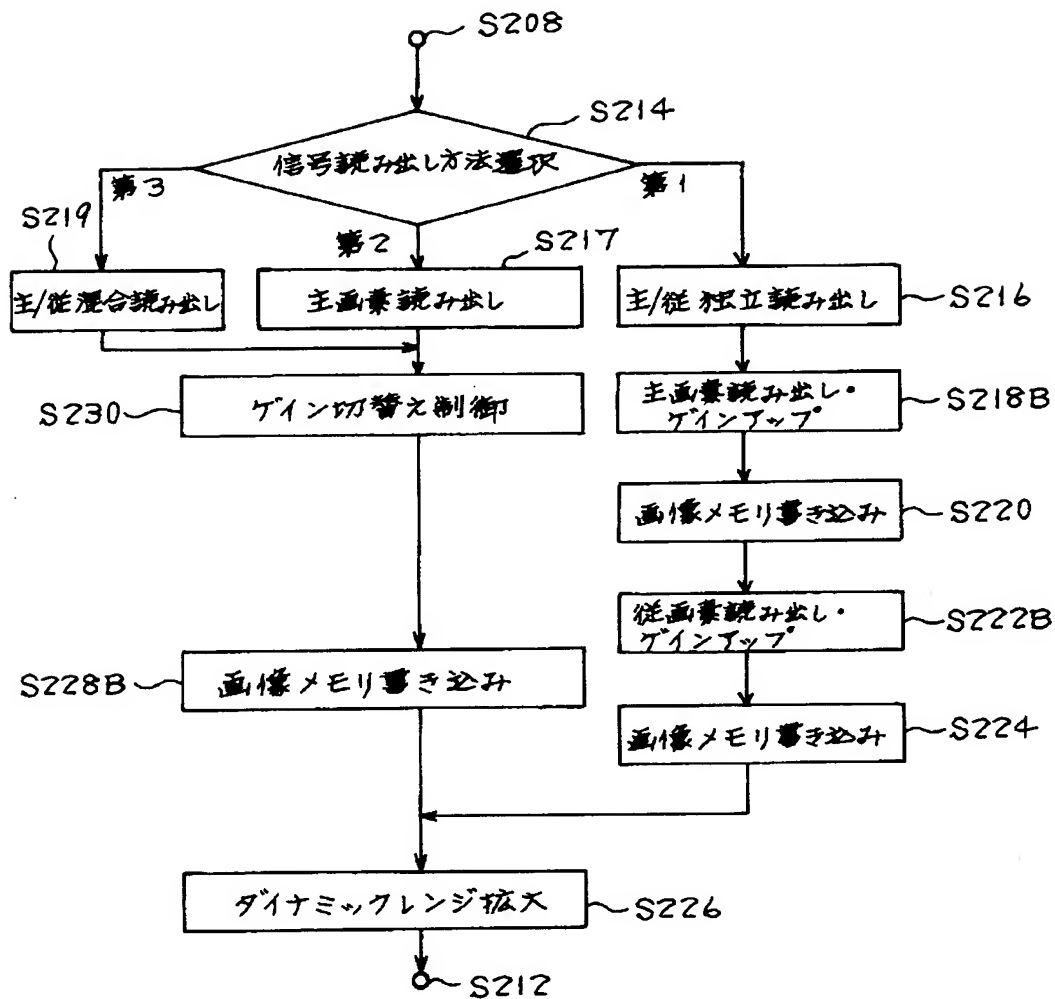 S208
S214
信号読み出し方法選択
第3
第1
S219
第2
S217
主/従混合読み出し
主画素読み出し
主/従独立読み出し
S216
S230
ゲイン切替え制御
主画素読み出し・
ゲインアップ
S218B
画像メモリ書き込み
S220
従画素読み出し・
ゲインアップ
S222B
S228B
画像メモリ書き込み
画像メモリ書き込み
S224
ダイナミックレンジ拡大
S226
S212